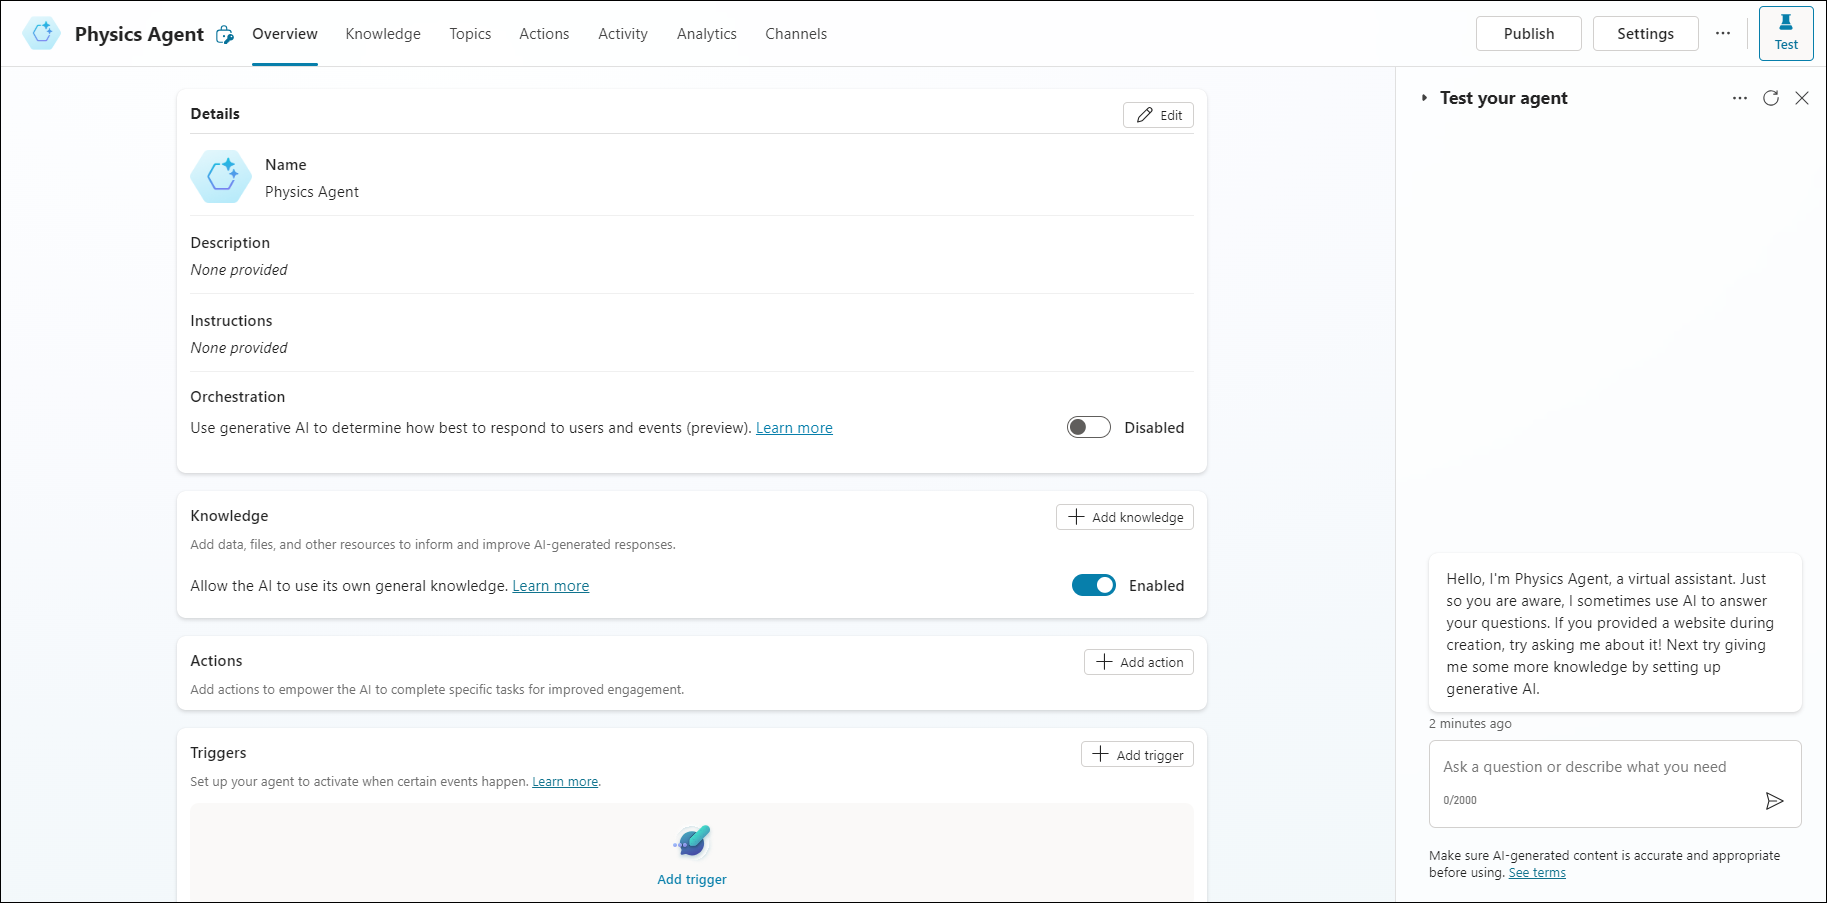 Physics Agent
Overview
Knowledge
Topics
Actions
Activity
Analytics
Channels
Publish
Settings
Test
Details
Edit
Name
Physics Agent
Description
None provided
Instructions
None provided
Orchestration
Use generative AI to determine how best to respond to users and events (preview). Learn more
Disabled
Knowledge
Add knowledge
Add data, files, and other resources to inform and improve AI-generated responses.
Allow the AI to use its own general knowledge. Learn more
Enabled
Actions
Add action
Add actions to empower the AI to complete specific tasks for improved engagement.
Triggers
Add trigger
Set up your agent to activate when certain events happen. Learn more.
Add trigger
Test your agent
Hello, I'm Physics Agent, a virtual assistant. Just
so you are aware, I sometimes use AI to answer
your questions. If you provided a website during
creation, try asking me about it! Next try giving
me some more knowledge by setting up
generative AI.
2 minutes ago
Ask a question or describe what you need
0/2000
Make sure AI-generated content is accurate and appropriate
before using. See terms